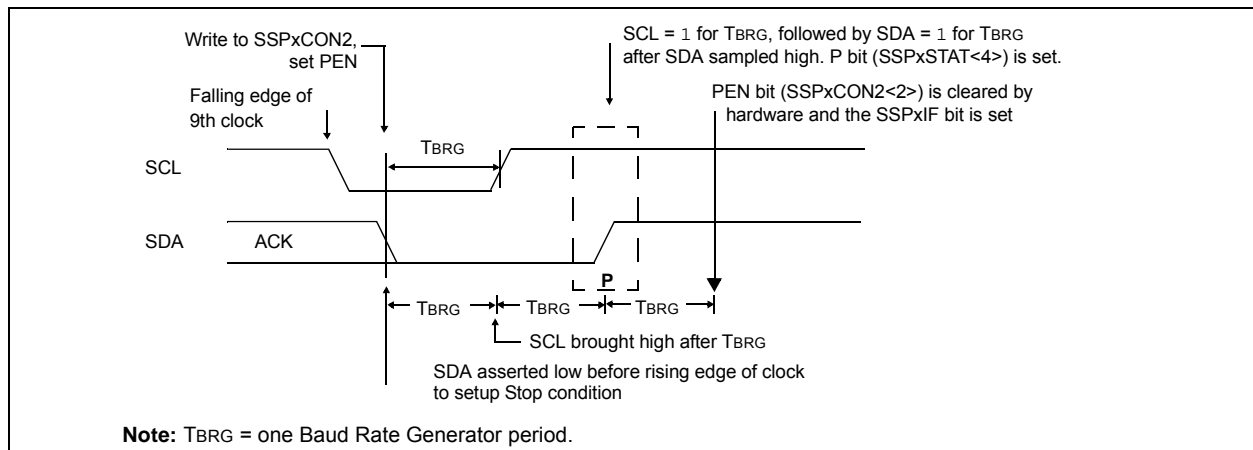 Write to SSPxCON2,
set PEN
SCL = 1 for TBRG, followed by SDA = 1 for TBRG
after SDA sampled high. P bit (SSPxSTAT<4>) is set.
Falling edge of
9th clock
PEN bit (SSPxCON2<2>) is cleared by
hardware and the SSPxIF bit is set
TBRG
SCL
SDA
ACK
P
TBRG
TBRG
TBRG
SCL brought high after TBRG
SDA asserted low before rising edge of clock
to setup Stop condition
Note: TBRG = one Baud Rate Generator period.